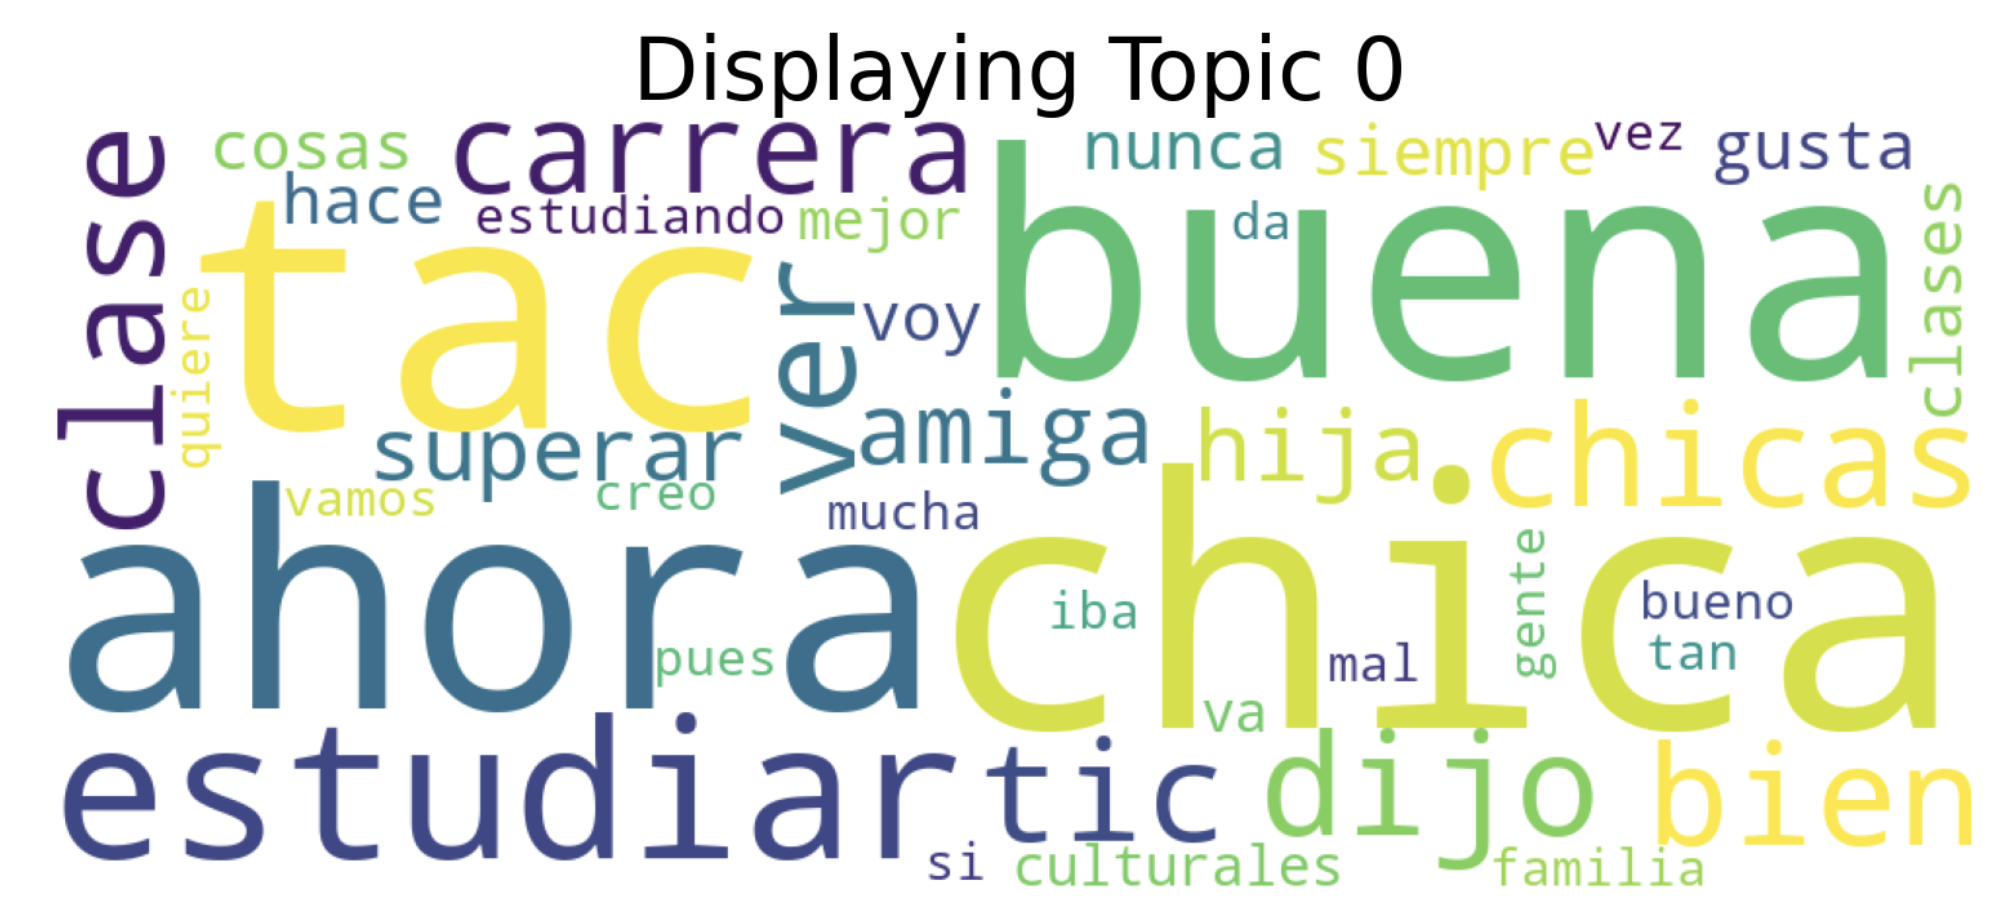 Displaying Topic 0
clase
cosas
carrera
nunca
siempre
vez
gusta
hace
estudiando
mejor
da
buena
clases
tac
quiere
ver
voy
superar
amiga
hija
chicas
vamos
creo
mucha
ahora
chica
iba
gente
bueno
pues
mal
tan
va
estudiar
tic
dijo
bien
si
culturales
familia